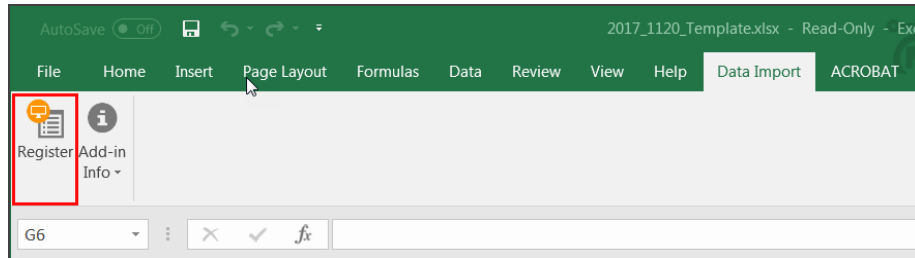 AutoSave Off 2017_1120_Template.xlsx - Read-Only - Exc
File Home Insert Page Layout Formulas Data Review View Help Data Import ACROBAT
Register Add-in
Info
G6 fx